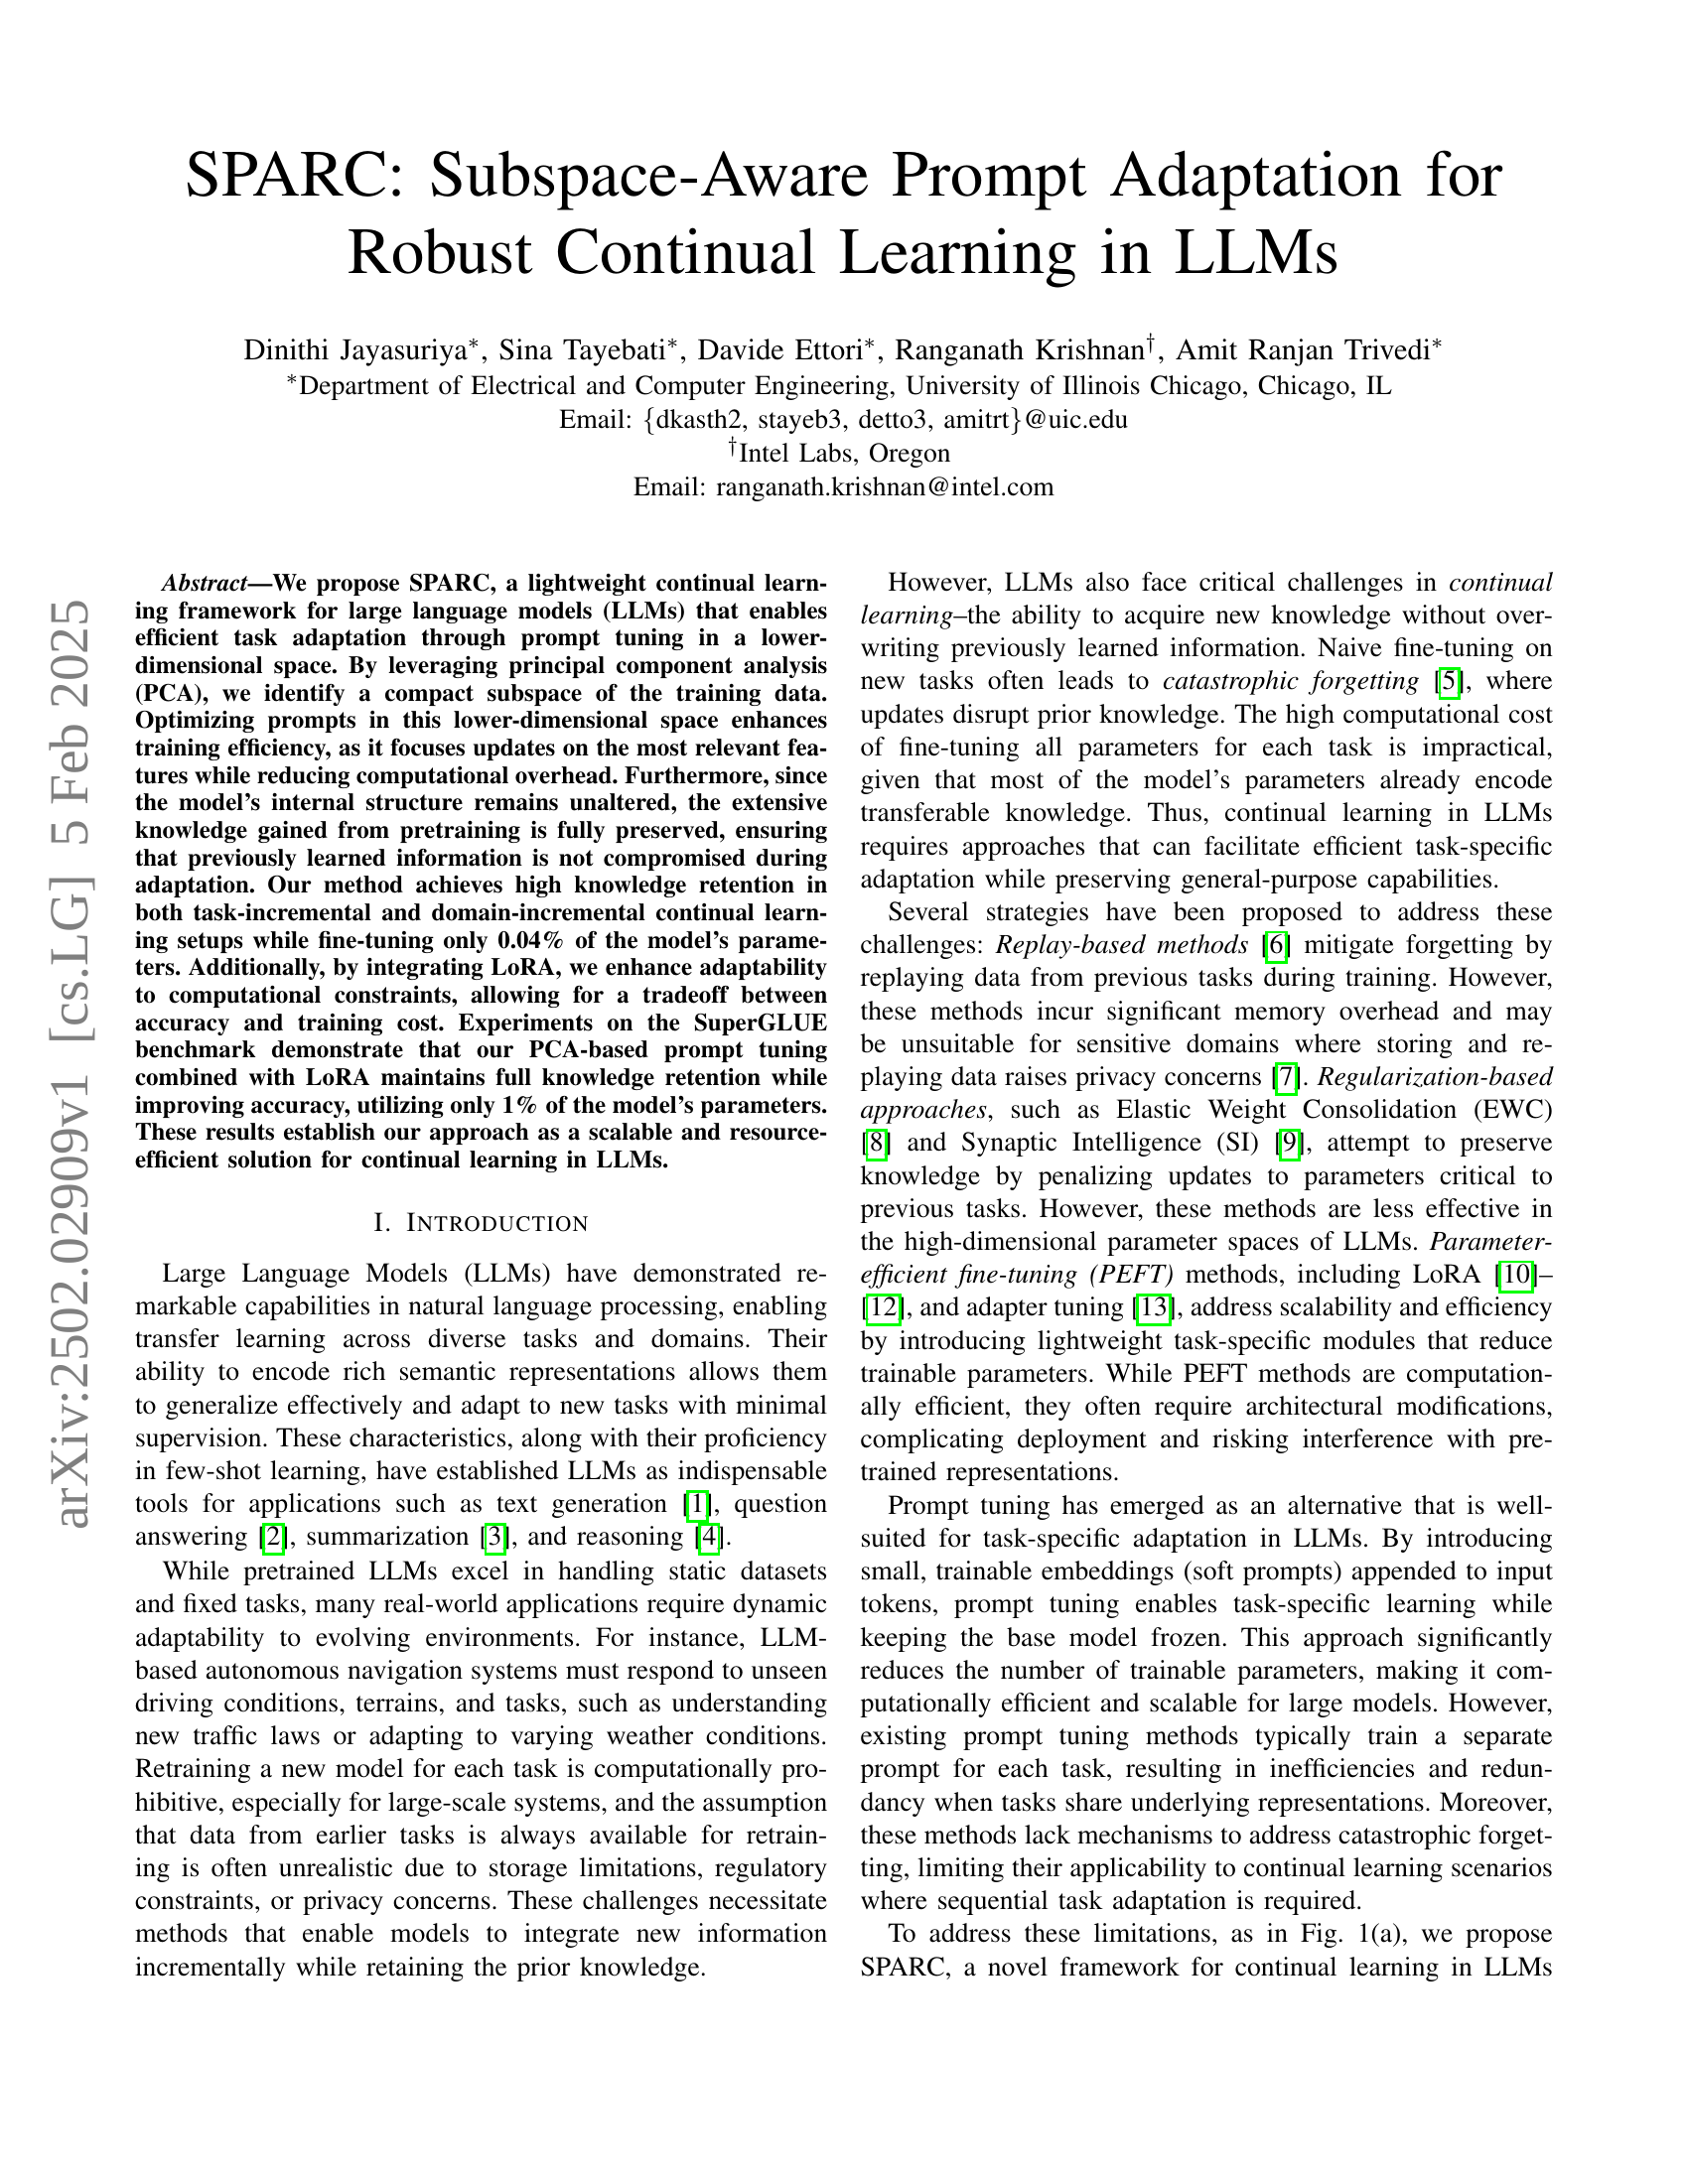 SPARC: Subspace-Aware Prompt Adaptation for
Robust Continual Learning in LLMs
Dinithi Jayasuriya*, Sina Tayebati*, Davide Ettori*, Ranganath Krishnan†, Amit Ranjan Trivedi*
*Department of Electrical and Computer Engineering, University of Illinois Chicago, Chicago, IL
Email: {dkasth2, stayeb3, detto3, amitrt}@uic.edu
†Intel Labs, Oregon
Email: ranganath.krishnan@intel.com
arXiv:2502.02909v1 [cs.LG] 5 Feb 2025
Abstract—We propose SPARC, a lightweight continual learn-
ing framework for large language models (LLMs) that enables
efficient task adaptation through prompt tuning in a lower-
dimensional space. By leveraging principal component analysis
(PCA), we identify a compact subspace of the training data.
Optimizing prompts in this lower-dimensional space enhances
training efficiency, as it focuses updates on the most relevant fea-
tures while reducing computational overhead. Furthermore, since
the model's internal structure remains unaltered, the extensive
knowledge gained from pretraining is fully preserved, ensuring
that previously learned information is not compromised during
adaptation. Our method achieves high knowledge retention in
both task-incremental and domain-incremental continual learn-
ing setups while fine-tuning only 0.04% of the model's parame-
ters. Additionally, by integrating LoRA, we enhance adaptability
to computational constraints, allowing for a tradeoff between
accuracy and training cost. Experiments on the SuperGLUE
benchmark demonstrate that our PCA-based prompt tuning
combined with LoRA maintains full knowledge retention while
improving accuracy, utilizing only 1% of the model's parameters.
These results establish our approach as a scalable and resource-
efficient solution for continual learning in LLMs.
I. INTRODUCTION
Large Language Models (LLMs) have demonstrated re-
markable capabilities in natural language processing, enabling
transfer learning across diverse tasks and domains. Their
ability to encode rich semantic representations allows them
to generalize effectively and adapt to new tasks with minimal
supervision. These characteristics, along with their proficiency
in few-shot learning, have established LLMs as indispensable
tools for applications such as text generation [1], question
answering [2], summarization [3], and reasoning [4].
While pretrained LLMs excel in handling static datasets
and fixed tasks, many real-world applications require dynamic
adaptability to evolving environments. For instance, LLM-
based autonomous navigation systems must respond to unseen
driving conditions, terrains, and tasks, such as understanding
new traffic laws or adapting to varying weather conditions.
Retraining a new model for each task is computationally pro-
hibitive, especially for large-scale systems, and the assumption
that data from earlier tasks is always available for retrain-
ing is often unrealistic due to storage limitations, regulatory
constraints, or privacy concerns. These challenges necessitate
methods that enable models to integrate new information
incrementally while retaining the prior knowledge.
However, LLMs also face critical challenges in continual
learning–the ability to acquire new knowledge without over-
writing previously learned information. Naive fine-tuning on
new tasks often leads to catastrophic forgetting [5], where
updates disrupt prior knowledge. The high computational cost
of fine-tuning all parameters for each task is impractical,
given that most of the model's parameters already encode
transferable knowledge. Thus, continual learning in LLMs
requires approaches that can facilitate efficient task-specific
adaptation while preserving general-purpose capabilities.
Several strategies have been proposed to address these
challenges: Replay-based methods [6] mitigate forgetting by
replaying data from previous tasks during training. However,
these methods incur significant memory overhead and may
be unsuitable for sensitive domains where storing and re-
playing data raises privacy concerns [7]. Regularization-based
approaches, such as Elastic Weight Consolidation (EWC)
[8] and Synaptic Intelligence (SI) [9], attempt to preserve
knowledge by penalizing updates to parameters critical to
previous tasks. However, these methods are less effective in
the high-dimensional parameter spaces of LLMs. Parameter-
efficient fine-tuning (PEFT) methods, including LoRA [10]–
[12], and adapter tuning [13], address scalability and efficiency
by introducing lightweight task-specific modules that reduce
trainable parameters. While PEFT methods are computation-
ally efficient, they often require architectural modifications,
complicating deployment and risking interference with pre-
trained representations.
Prompt tuning has emerged as an alternative that is well-
suited for task-specific adaptation in LLMs. By introducing
small, trainable embeddings (soft prompts) appended to input
tokens, prompt tuning enables task-specific learning while
keeping the base model frozen. This approach significantly
reduces the number of trainable parameters, making it com-
putationally efficient and scalable for large models. However,
existing prompt tuning methods typically train a separate
prompt for each task, resulting in inefficiencies and redun-
dancy when tasks share underlying representations. Moreover,
these methods lack mechanisms to address catastrophic forget-
ting, limiting their applicability to continual learning scenarios
where sequential task adaptation is required.
To address these limitations, as in Fig. 1(a), we propose
SPARC, a novel framework for continual learning in LLMs